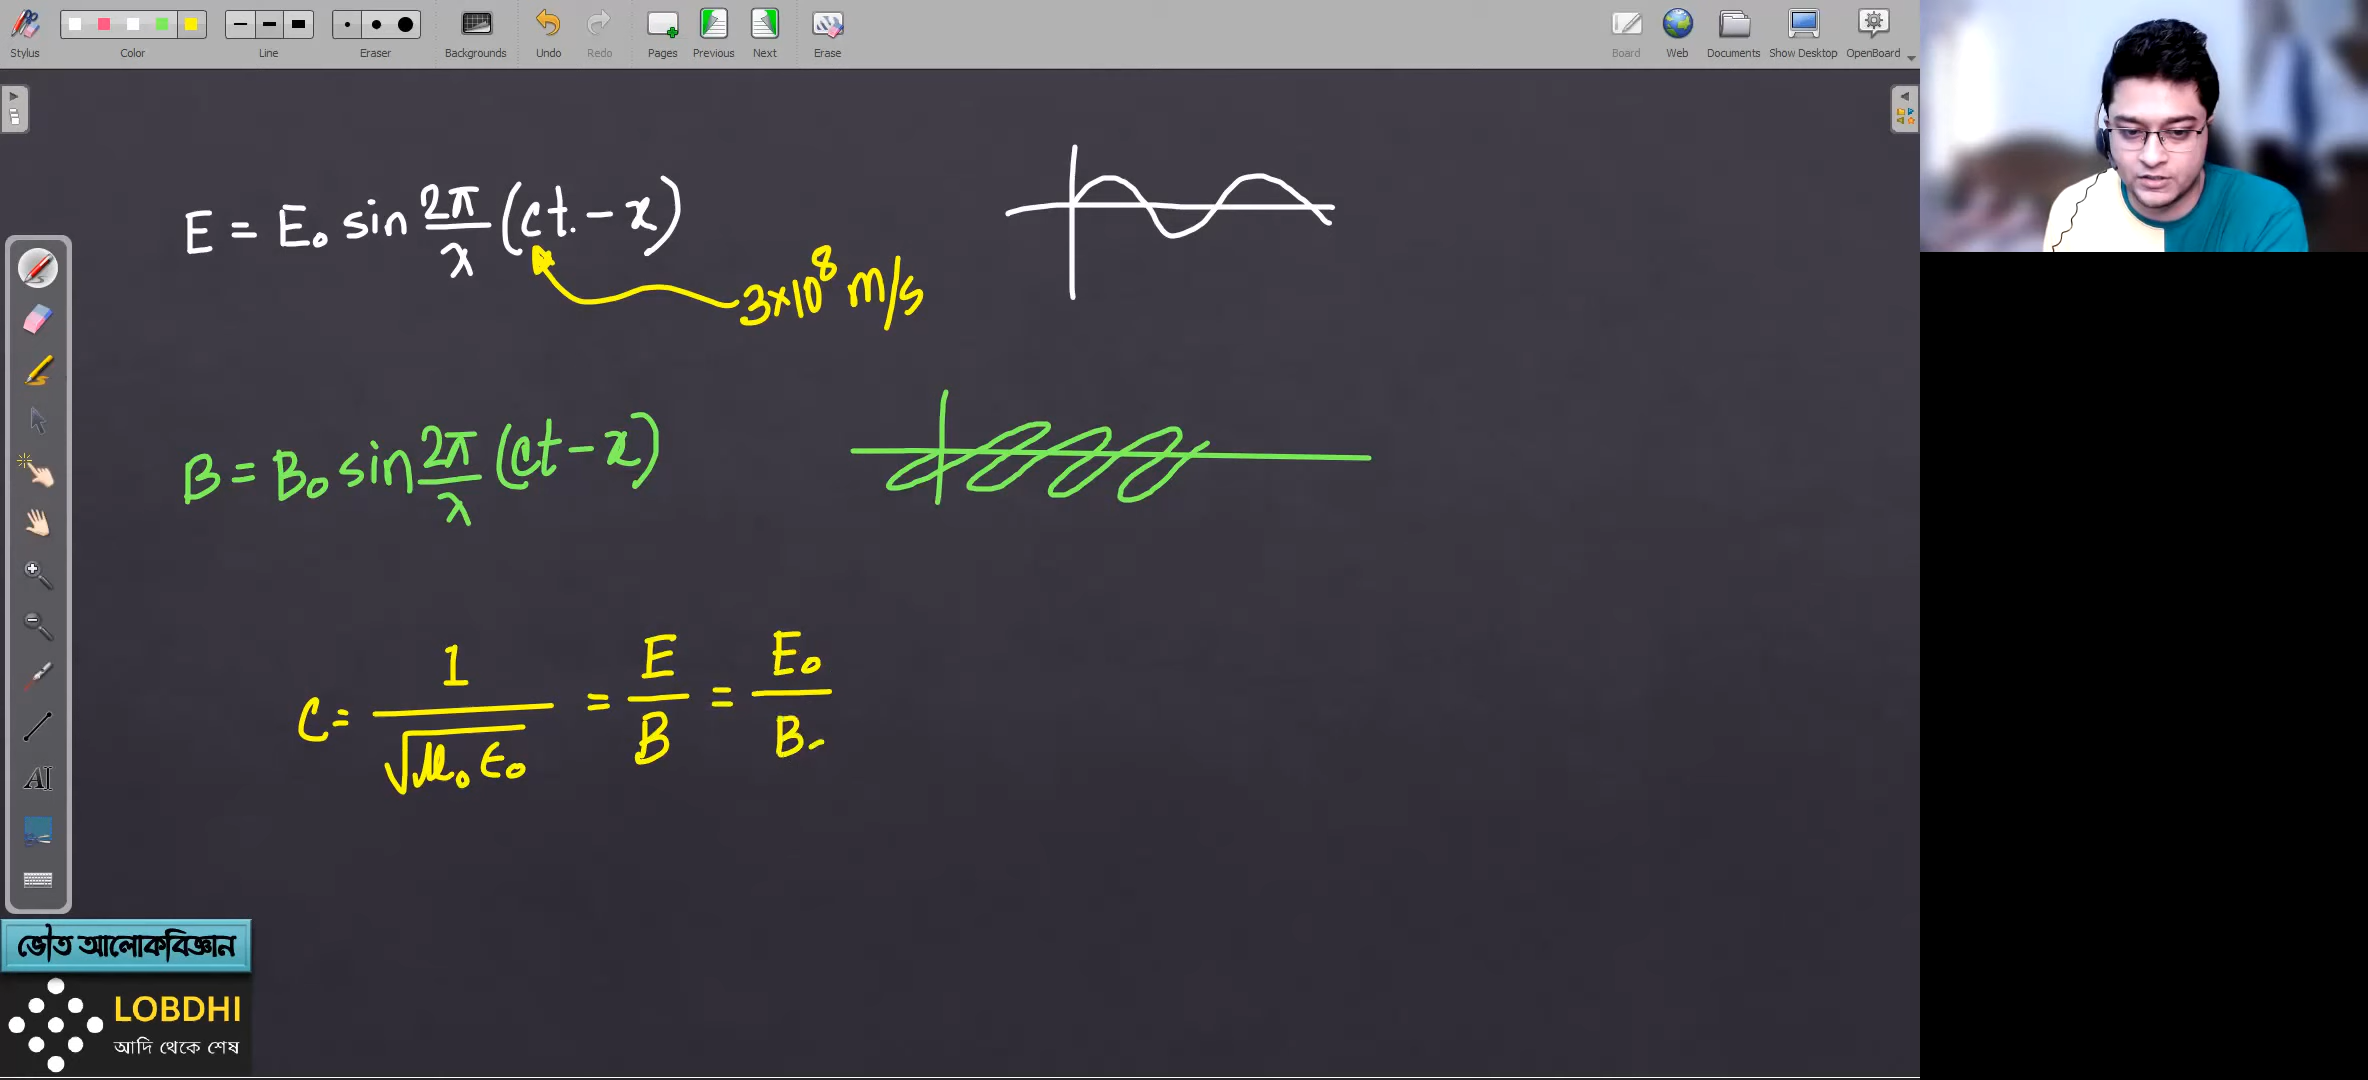 Stylus Color Line Eraser Backgrounds Undo Redo Pages Previous Next Erase Board Web Documents Show Desktop OpenBoard
E = E₀ sin 2π/λ (ct - x)
3×10⁸ m/s
B = B₀ sin 2π/λ (ct - x)
C = 1/√μ₀ε₀ = E/B = E₀/B
AI
ভৌত আলোকবিজ্ঞান
LOBDHI
আদি থেকে শেষ